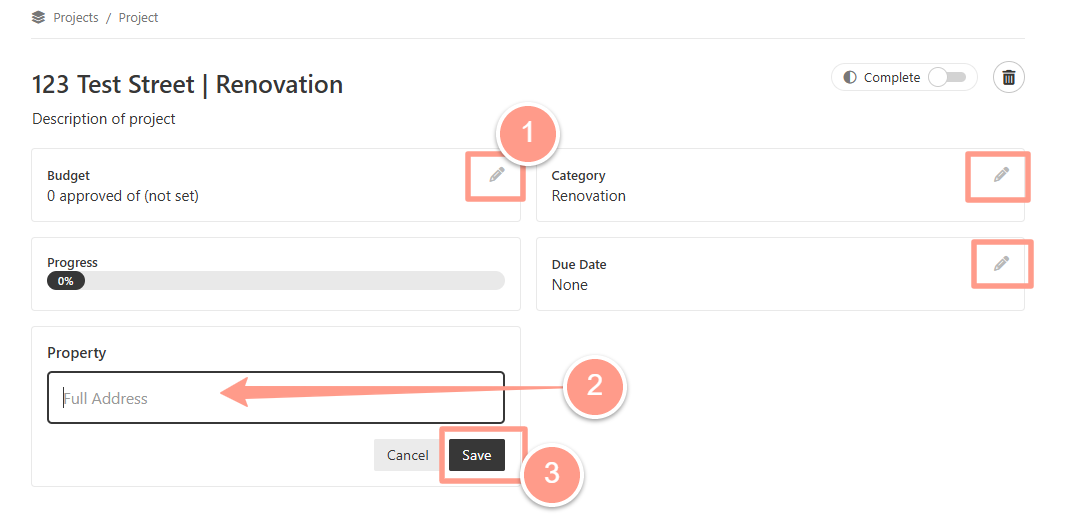 Projects / Project
123 Test Street | Renovation
Complete
Description of project
1
Budget
0 approved of (not set)
Category
Renovation
Progress
0%
Due Date
None
Property
Full Address
2
Cancel
Save
3